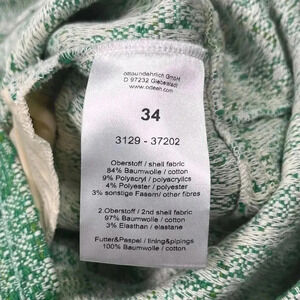 ottoundehrlich GmbH
D 97232 Giebelstadt
www.odeeh.com
34
3129 - 37202
Oberstoff / shell fabric
84% Baumwolle / cotton
9% Polyacryl / polyacrylics
4% Polyester / polyester
3% sonstige Fasern/ other fibres
2.Oberstoff / 2nd shell fabric
97% Baumwolle / cotton
3% Elasthan / elastane
Futter&Paspel / lining&pipings
100% Baumwolle / cotton